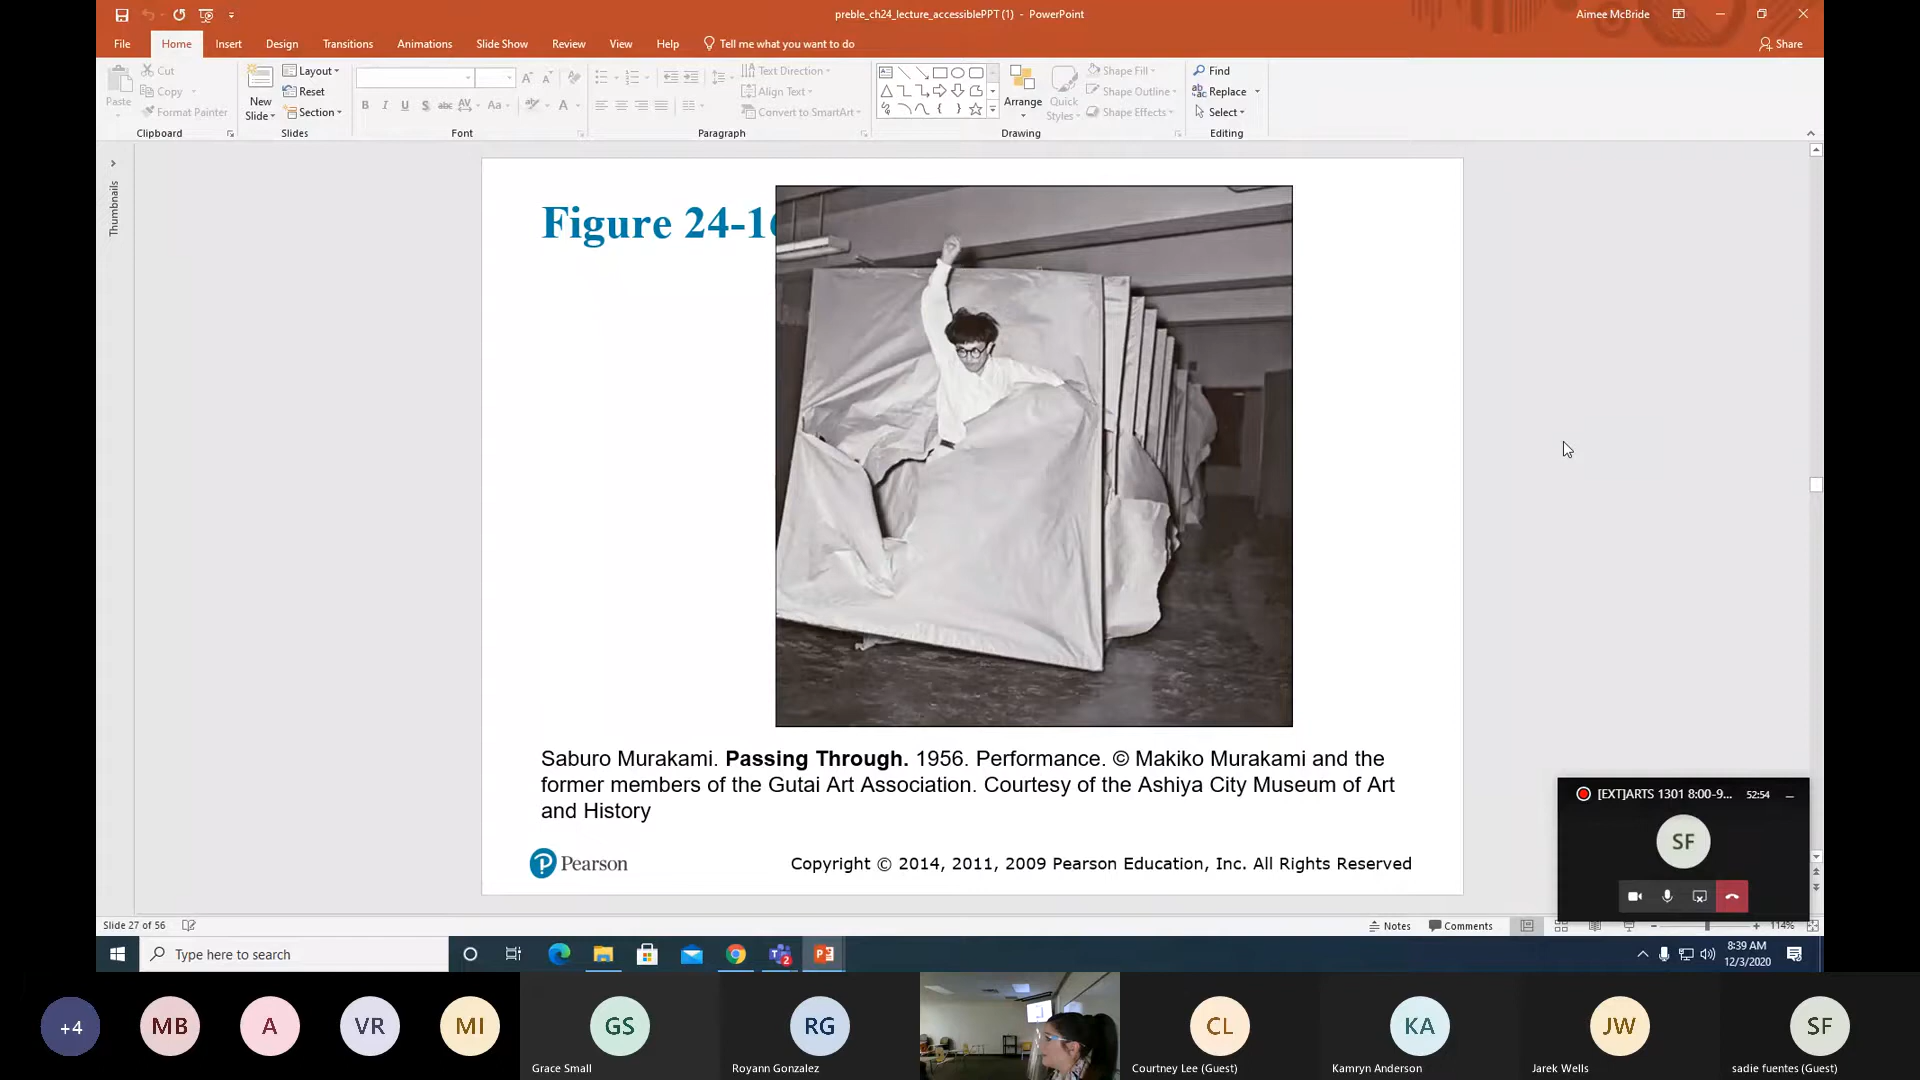 preble_ch24_lecture_accessiblePPT (1) - PowerPoint
Aimee McBride
File Home Insert Design Transitions Animations Slide Show Review View Help Tell me what you want to do
Share
Paste
Cut
Copy
Format Painter
Clipboard
New Slide
Layout
Reset
Section
Slides
B I U S abc AV Aa A
Font
Text Direction
Align Text
Convert to SmartArt
Paragraph
Arrange
Quick Styles
Shape Fill
Shape Outline
Shape Effects
Drawing
Find
Replace
Select
Editing
Thumbnails
Figure 24-16
Saburo Murakami. Passing Through. 1956. Performance. © Makiko Murakami and the
former members of the Gutai Art Association. Courtesy of the Ashiya City Museum of Art
and History
Pearson
Copyright © 2014, 2011, 2009 Pearson Education, Inc. All Rights Reserved
[EXT]ARTS 1301 8:00-9... 52:54
SF
Slide 27 of 56
Notes
Comments
114%
Type here to search
8:39 AM
12/3/2020
+4
MB
A
VR
MI
GS
Grace Small
RG
Royann Gonzalez
CL
Courtney Lee (Guest)
KA
Kamryn Anderson
JW
Jarek Wells
SF
sadie fuentes (Guest)